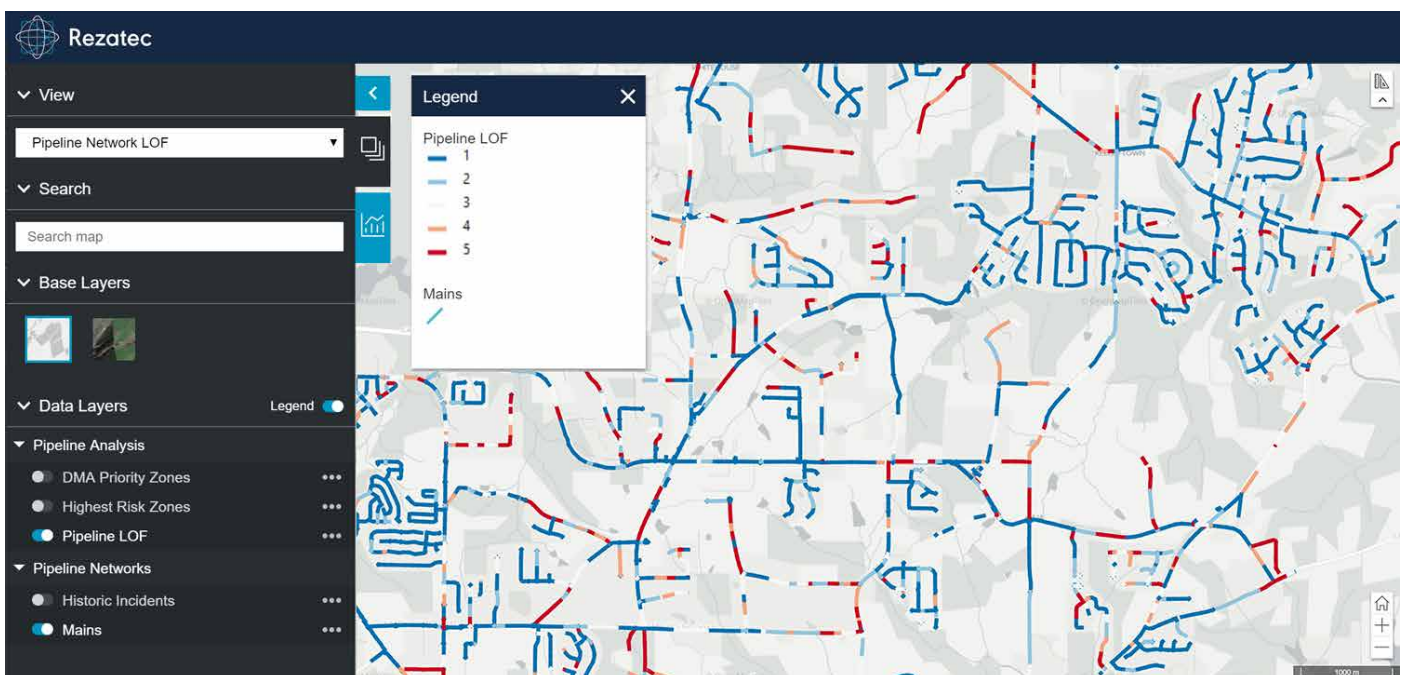 Rezatec
View
Pipeline Network LOF
Search
Search map
Base Layers
Data Layers
Legend
Pipeline Analysis
DMA Priority Zones
Highest Risk Zones
Pipeline LOF
Pipeline Networks
Historic Incidents
Mains
Legend
Pipeline LOF
1
2
3
4
5
Mains
1000 m